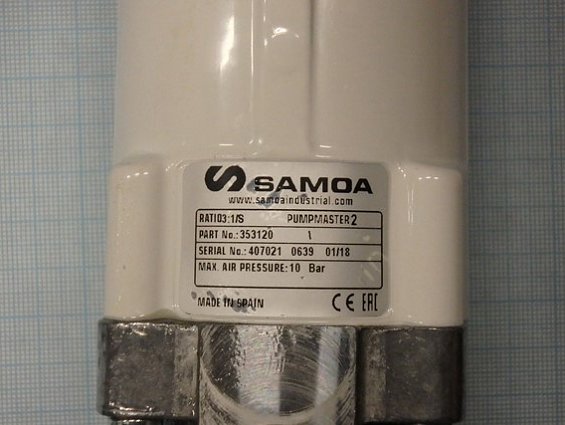 SAMOA
www.samoaindustrial.com
RATIO3:1/S PUMPMASTER 2
PART No.:353120 \
SERIAL No.: 407021 0639 01/18
MAX. AIR PRESSURE: 10 Bar
MADE IN SPAIN CE EAC